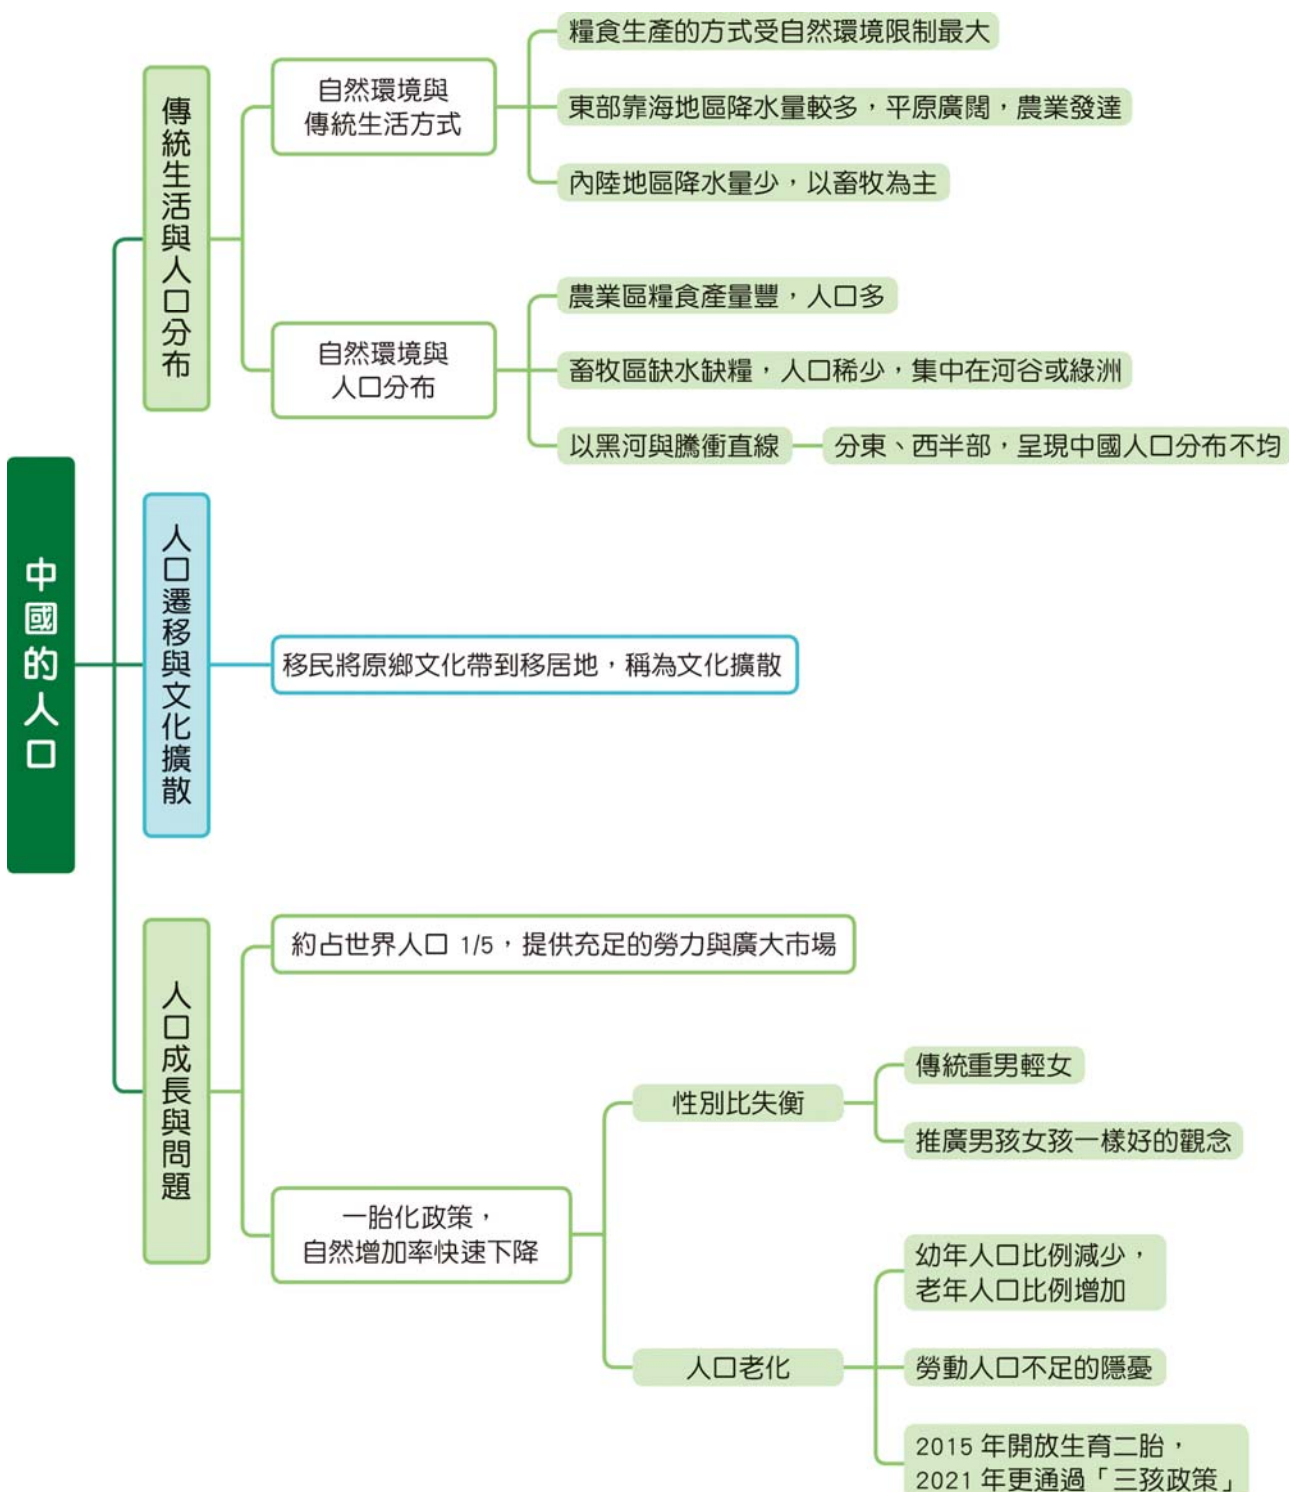 中國的人口
傳統生活與人口分布
自然環境與
傳統生活方式
糧食生產的方式受自然環境限制最大
東部靠海地區降水量較多，平原廣闊，農業發達
內陸地區降水量少，以畜牧為主
自然環境與
人口分布
農業區糧食產量豐，人口多
畜牧區缺水缺糧，人口稀少，集中在河谷或綠洲
以黑河與騰衝直線
分東、西半部，呈現中國人口分布不均
人口遷移與文化擴散
移民將原鄉文化帶到移居地，稱為文化擴散
人口成長與問題
約占世界人口 1/5，提供充足的勞力與廣大市場
一胎化政策，
自然增加率快速下降
性別比失衡
傳統重男輕女
推廣男孩女孩一樣好的觀念
人口老化
幼年人口比例減少，
老年人口比例增加
勞動人口不足的隱憂
2015 年開放生育二胎，
2021 年更通過「三孩政策」